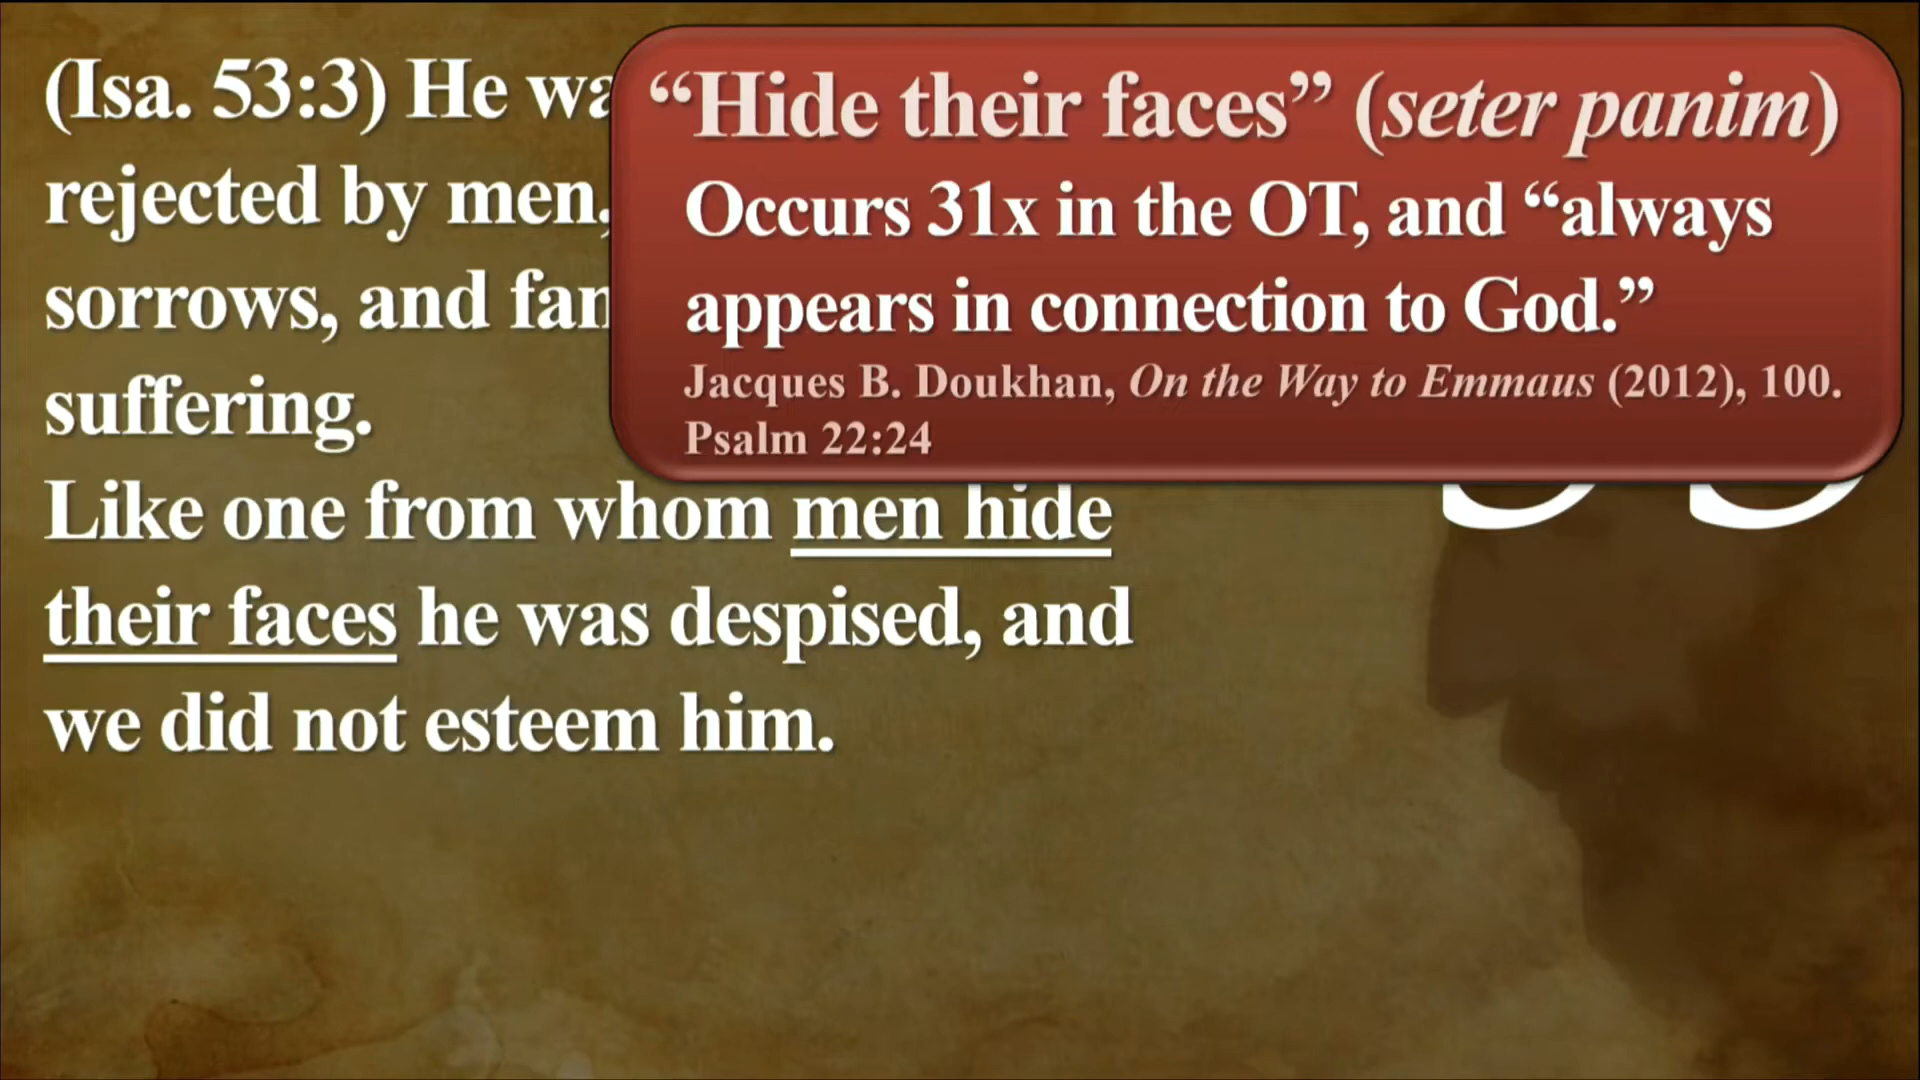 (Isa. 53:3) He
rejected by men,
sorrows, and
suffering.
Like one from whom men hide
their faces he was despised, and
we did not esteem him.
“Hide their faces” (seter panim)
Occurs 31x in the OT, and “always
appears in connection to God.”
Jacques B. Doukhan, On the Way to Emmaus (2012), 100.
Psalm 22:24